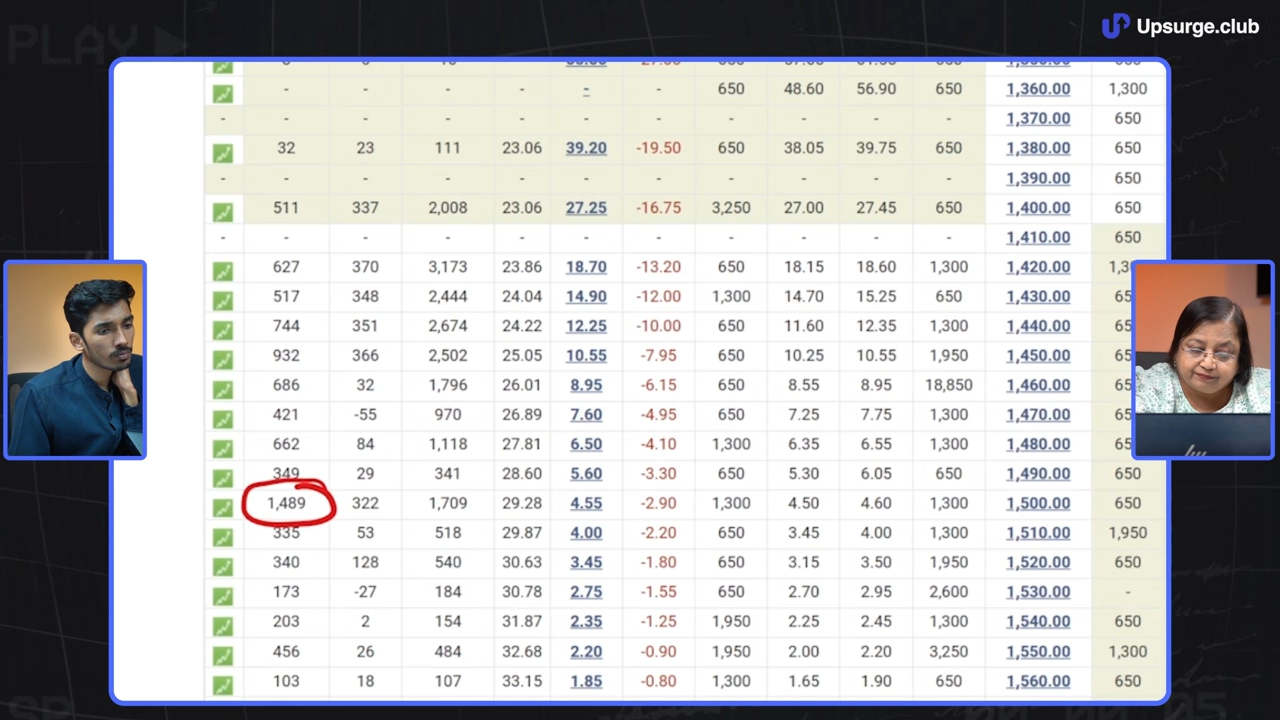 PLAY
Upsurge.club
- - - - - - 650 48.60 56.90 650 1,360.00 1,300
- - - - - - - - - - - 1,370.00 650
32 23 111 23.06 39.20 -19.50 650 38.05 39.75 650 1,380.00 650
- - - - - - - - - - - 1,390.00 650
511 337 2,008 23.06 27.25 -16.75 3,250 27.00 27.45 650 1,400.00 650
- - - - - - - - - - - 1,410.00 650
627 370 3,173 23.86 18.70 -13.20 650 18.15 18.60 1,300 1,420.00
517 348 2,444 24.04 14.90 -12.00 1,300 14.70 15.25 650 1,430.00
744 351 2,674 24.22 12.25 -10.00 650 11.60 12.35 1,300 1,440.00
932 366 2,502 25.05 10.55 -7.95 650 10.25 10.55 1,950 1,450.00
686 32 1,796 26.01 8.95 -6.15 650 8.55 8.95 18,850 1,460.00
421 -55 970 26.89 7.60 -4.95 650 7.25 7.75 1,300 1,470.00
662 84 1,118 27.81 6.50 -4.10 1,300 6.35 6.55 1,300 1,480.00
349 29 341 28.60 5.60 -3.30 650 5.30 6.05 650 1,490.00 650
1,489 322 1,709 29.28 4.55 -2.90 1,300 4.50 4.60 1,300 1,500.00 650
335 53 518 29.87 4.00 -2.20 650 3.45 4.00 1,300 1,510.00 1,950
340 128 540 30.63 3.45 -1.80 650 3.15 3.50 1,950 1,520.00 650
173 -27 184 30.78 2.75 -1.55 650 2.70 2.95 2,600 1,530.00 -
203 2 154 31.87 2.35 -1.25 1,950 2.25 2.45 1,300 1,540.00 650
456 26 484 32.68 2.20 -0.90 1,950 2.00 2.20 3,250 1,550.00 1,300
103 18 107 33.15 1.85 -0.80 1,300 1.65 1.90 650 1,560.00 650